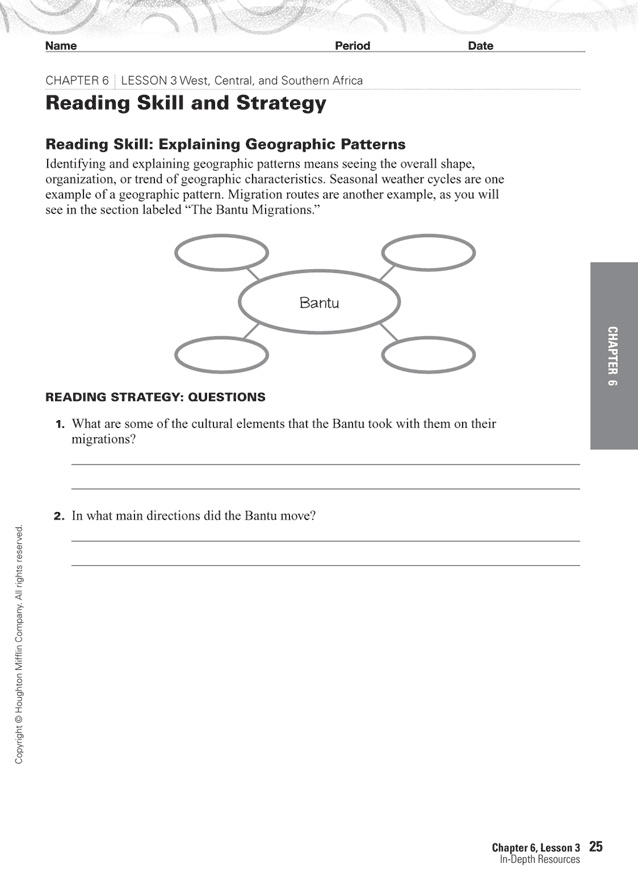 Name Period Date
CHAPTER 6 | LESSON 3 West, Central, and Southern Africa
Reading Skill and Strategy
Reading Skill: Explaining Geographic Patterns
Identifying and explaining geographic patterns means seeing the overall shape,
organization, or trend of geographic characteristics. Seasonal weather cycles are one
example of a geographic pattern. Migration routes are another example, as you will
see in the section labeled “The Bantu Migrations.”
Bantu
READING STRATEGY: QUESTIONS
1. What are some of the cultural elements that the Bantu took with them on their
migrations?
2. In what main directions did the Bantu move?
CHAPTER 6
Copyright © Houghton Mifflin Company. All rights reserved.
Chapter 6, Lesson 3 25
In-Depth Resources